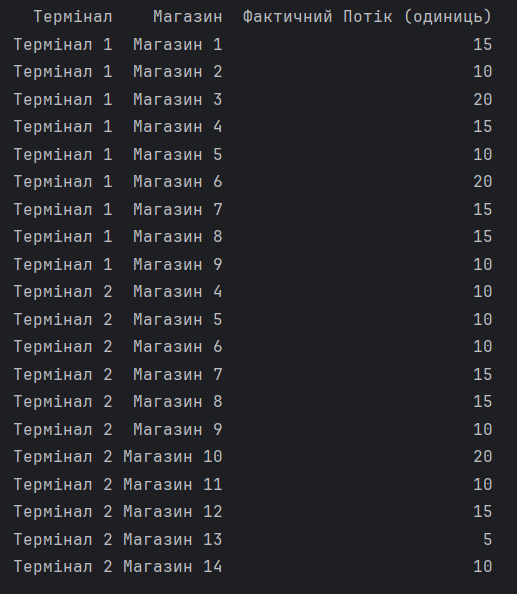 Термінал Магазин Фактичний Потік (одиниць)
Термінал 1 Магазин 1 15
Термінал 1 Магазин 2 10
Термінал 1 Магазин 3 20
Термінал 1 Магазин 4 15
Термінал 1 Магазин 5 10
Термінал 1 Магазин 6 20
Термінал 1 Магазин 7 15
Термінал 1 Магазин 8 15
Термінал 1 Магазин 9 10
Термінал 2 Магазин 4 10
Термінал 2 Магазин 5 10
Термінал 2 Магазин 6 10
Термінал 2 Магазин 7 15
Термінал 2 Магазин 8 15
Термінал 2 Магазин 9 10
Термінал 2 Магазин 10 20
Термінал 2 Магазин 11 10
Термінал 2 Магазин 12 15
Термінал 2 Магазин 13 5
Термінал 2 Магазин 14 10